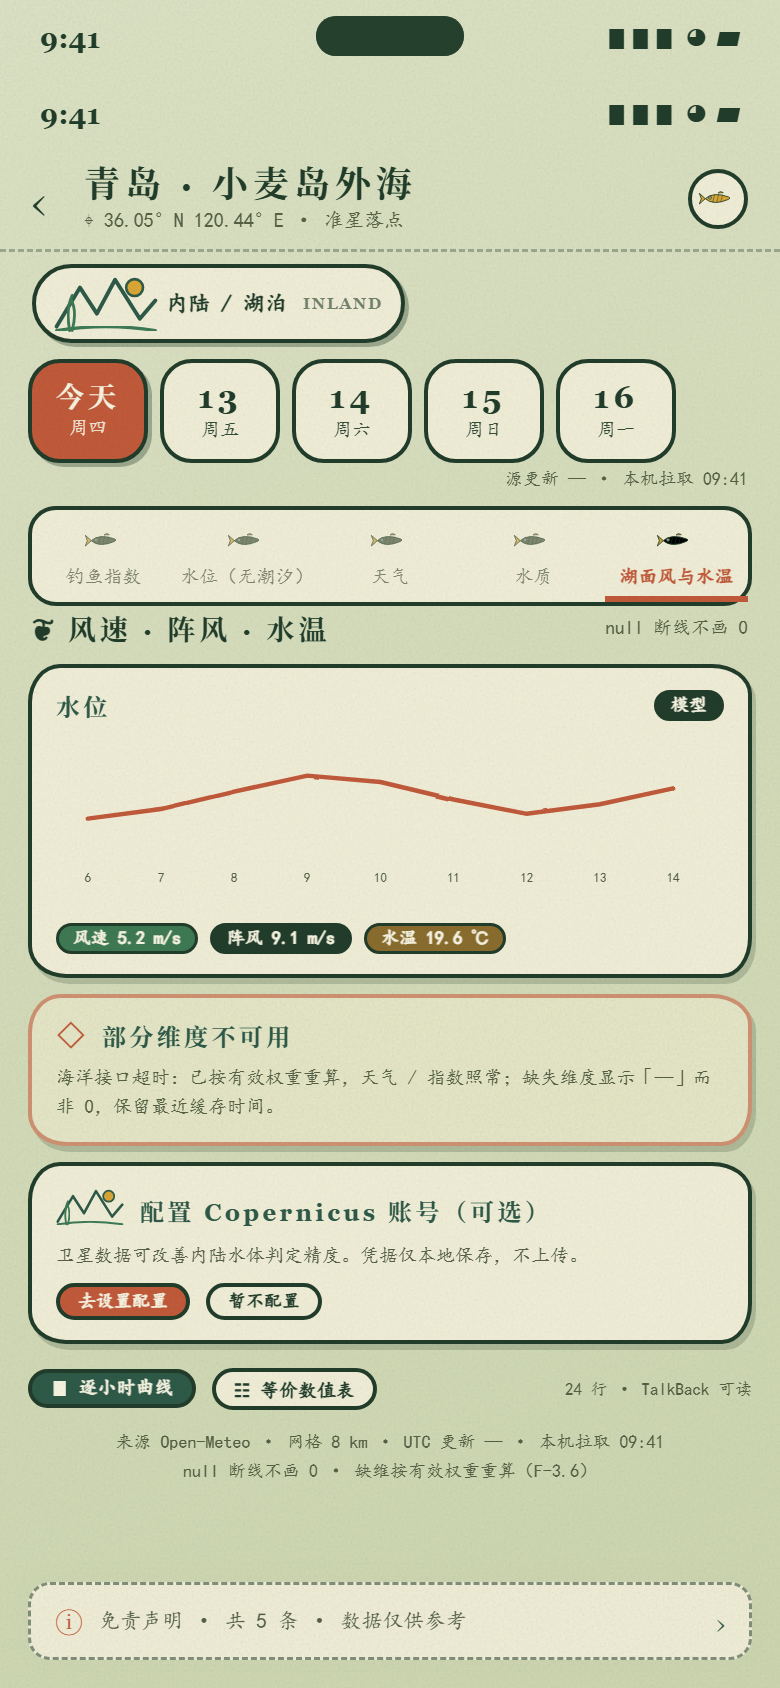 9:41
9:41
青岛 · 小麦岛外海
⌖ 36.05° N 120.44° E • 准星落点
内陆 / 湖泊 INLAND
今天 13 14 15 16
周四 周五 周六 周日 周一
源更新 — • 本机拉取 09:41
钓鱼指数 水位（无潮汐） 天气 水质 湖面风与水温
❦ 风速 · 阵风 · 水温 null 断线不画 0
水位 模型
6 7 8 9 10 11 12 13 14
风速 5.2 m/s 阵风 9.1 m/s 水温 19.6 ℃
部分维度不可用
海洋接口超时: 已按有效权重重算, 天气 / 指数照常; 缺失维度显示「—」而
非 0, 保留最近缓存时间。
配置 Copernicus 账号（可选）
卫星数据可改善内陆水体判定精度。凭据仅本地保存, 不上传。
去设置配置 暂不配置
逐小时曲线 ☷ 等价数值表 24 行 • TalkBack 可读
来源 Open-Meteo • 网格 8 km • UTC 更新 — • 本机拉取 09:41
null 断线不画 0 • 缺维按有效权重重算（F-3.6）
ⓘ 免责声明 • 共 5 条 • 数据仅供参考 ›